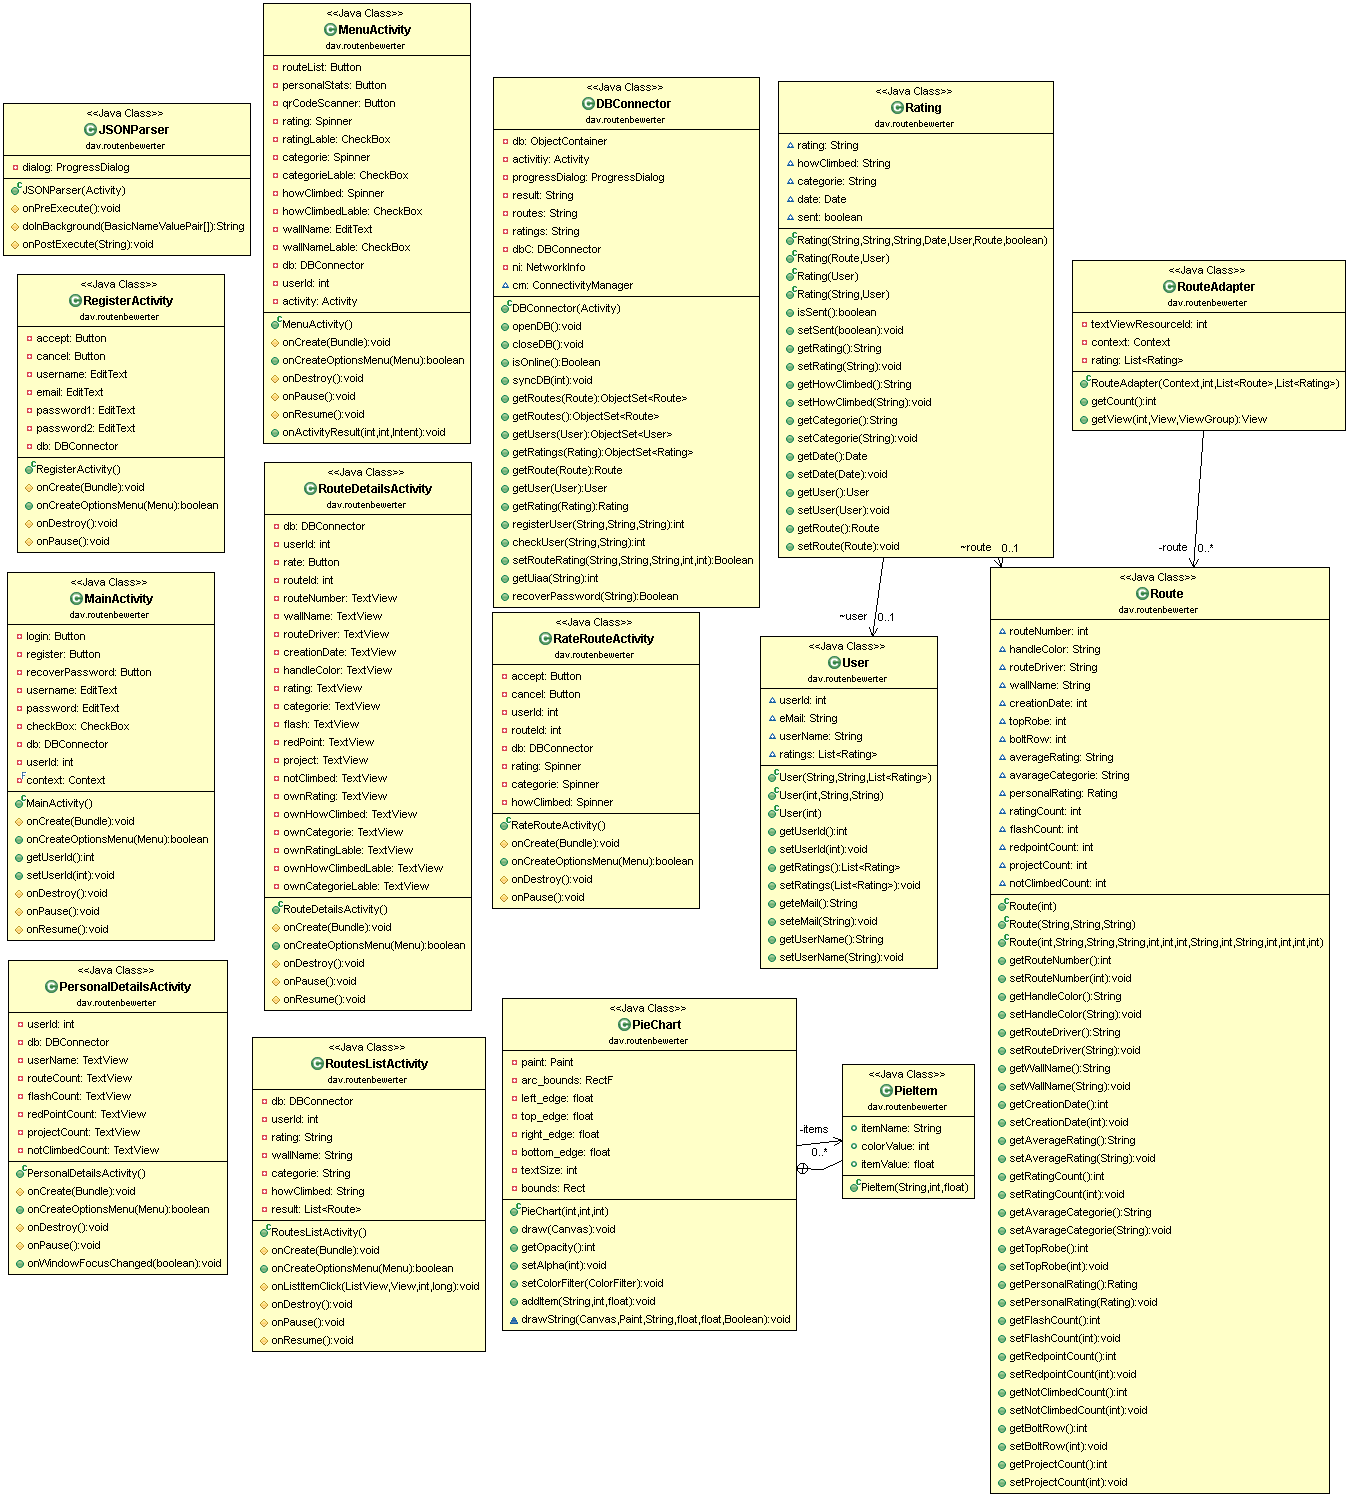 <<Java Class>>
MenuActivity
dav.routenbewerter
routeList: Button
personalStats: Button
qrCodeScanner: Button
rating: Spinner
ratingLable: CheckBox
categorie: Spinner
categorieLable: CheckBox
howClimbed: Spinner
howClimbedLable: CheckBox
wallName: EditText
wallNameLable: CheckBox
db: DBConnector
userId: int
activity: Activity
MenuActivity()
onCreate(Bundle):void
onCreateOptionsMenu(Menu):boolean
onDestroy():void
onPause():void
onResume():void
onActivityResult(int,int,Intent):void
<<Java Class>>
JSONParser
dav.routenbewerter
dialog: ProgressDialog
JSONParser(Activity)
onPreExecute():void
doInBackground(BasicNameValuePair[]):String
onPostExecute(String):void
<<Java Class>>
RegisterActivity
dav.routenbewerter
accept: Button
cancel: Button
username: EditText
email: EditText
password1: EditText
password2: EditText
db: DBConnector
RegisterActivity()
onCreate(Bundle):void
onCreateOptionsMenu(Menu):boolean
onDestroy():void
onPause():void
<<Java Class>>
MainActivity
dav.routenbewerter
login: Button
register: Button
recoverPassword: Button
username: EditText
password: EditText
checkBox: CheckBox
db: DBConnector
userId: int
context: Context
MainActivity()
onCreate(Bundle):void
onCreateOptionsMenu(Menu):boolean
getUserId():int
setUserId(int):void
onDestroy():void
onPause():void
onResume():void
<<Java Class>>
PersonalDetailsActivity
dav.routenbewerter
userId: int
db: DBConnector
userName: TextView
routeCount: TextView
flashCount: TextView
redPointCount: TextView
projectCount: TextView
notClimbedCount: TextView
PersonalDetailsActivity()
onCreate(Bundle):void
onCreateOptionsMenu(Menu):boolean
onDestroy():void
onPause():void
onWindowFocusChanged(boolean):void
<<Java Class>>
RouteDetailsActivity
dav.routenbewerter
db: DBConnector
userId: int
rate: Button
routeId: int
routeNumber: TextView
wallName: TextView
routeDriver: TextView
creationDate: TextView
handleColor: TextView
rating: TextView
categorie: TextView
flash: TextView
redPoint: TextView
project: TextView
notClimbed: TextView
ownRating: TextView
ownHowClimbed: TextView
ownCategorie: TextView
ownRatingLable: TextView
ownHowClimbedLable: TextView
ownCategorieLable: TextView
RouteDetailsActivity()
onCreate(Bundle):void
onCreateOptionsMenu(Menu):boolean
onDestroy():void
onPause():void
onResume():void
<<Java Class>>
RoutesListActivity
dav.routenbewerter
db: DBConnector
userId: int
rating: String
wallName: String
categorie: String
howClimbed: String
result: List<Route>
RoutesListActivity()
onCreate(Bundle):void
onCreateOptionsMenu(Menu):boolean
onListItemClick(ListView,View,int,long):void
onDestroy():void
onPause():void
onResume():void
<<Java Class>>
DBConnector
dav.routenbewerter
db: ObjectContainer
activitiy: Activity
progressDialog: ProgressDialog
result: String
routes: String
ratings: String
dbC: DBConnector
ni: NetworkInfo
cm: ConnectivityManager
DBConnector(Activity)
openDB():void
closeDB():void
isOnline():Boolean
syncDB(int):void
getRoutes(Route):ObjectSet<Route>
getRoutes():ObjectSet<Route>
getUsers(User):ObjectSet<User>
getRatings(Rating):ObjectSet<Rating>
getRoute(Route):Route
getUser(User):User
getRating(Rating):Rating
registerUser(String,String,String):int
checkUser(String,String):int
setRouteRating(String,String,String,int,int):Boolean
getUiaa(String):int
recoverPassword(String):Boolean
<<Java Class>>
RateRouteActivity
dav.routenbewerter
accept: Button
cancel: Button
userId: int
routeId: int
db: DBConnector
rating: Spinner
categorie: Spinner
howClimbed: Spinner
RateRouteActivity()
onCreate(Bundle):void
onCreateOptionsMenu(Menu):boolean
onDestroy():void
onPause():void
<<Java Class>>
PieChart
dav.routenbewerter
paint: Paint
arc_bounds: RectF
left_edge: float
top_edge: float
right_edge: float
bottom_edge: float
textSize: int
bounds: Rect
PieChart(int,int,int)
draw(Canvas):void
getOpacity():int
setAlpha(int):void
setColorFilter(ColorFilter):void
addItem(String,int,float):void
drawString(Canvas,Paint,String,float,float,Boolean):void
-items
0..*
<<Java Class>>
PieItem
dav.routenbewerter
itemName: String
colorValue: int
itemValue: float
PieItem(String,int,float)
<<Java Class>>
Rating
dav.routenbewerter
rating: String
howClimbed: String
categorie: String
date: Date
sent: boolean
Rating(String,String,String,Date,User,Route,boolean)
Rating(Route,User)
Rating(User)
Rating(String,User)
isSent():boolean
setSent(boolean):void
getRating():String
setRating(String):void
getHowClimbed():String
setHowClimbed(String):void
getCategorie():String
setCategorie(String):void
getDate():Date
setDate(Date):void
getUser():User
setUser(User):void
getRoute():Route
setRoute(Route):void
~route 0..1
~user 0..1
<<Java Class>>
User
dav.routenbewerter
userId: int
eMail: String
userName: String
ratings: List<Rating>
User(String,String,List<Rating>)
User(int,String,String)
User(int)
getUserId():int
setUserId(int):void
getRatings():List<Rating>
setRatings(List<Rating>):void
geteMail():String
seteMail(String):void
getUserName():String
setUserName(String):void
<<Java Class>>
RouteAdapter
dav.routenbewerter
textViewResourceId: int
context: Context
rating: List<Rating>
RouteAdapter(Context,int,List<Route>,List<Rating>)
getCount():int
getView(int,View,ViewGroup):View
-route 0..*
<<Java Class>>
Route
dav.routenbewerter
routeNumber: int
handleColor: String
routeDriver: String
wallName: String
creationDate: int
topRobe: int
boltRow: int
averageRating: String
avarageCategorie: String
personalRating: Rating
ratingCount: int
flashCount: int
redpointCount: int
projectCount: int
notClimbedCount: int
Route(int)
Route(String,String,String)
Route(int,String,String,String,int,int,int,String,int,String,int,int,int,int)
getRouteNumber():int
setRouteNumber(int):void
getHandleColor():String
setHandleColor(String):void
getRouteDriver():String
setRouteDriver(String):void
getWallName():String
setWallName(String):void
getCreationDate():int
setCreationDate(int):void
getAverageRating():String
setAverageRating(String):void
getRatingCount():int
setRatingCount(int):void
getAvarageCategorie():String
setAvarageCategorie(String):void
getTopRobe():int
setTopRobe(int):void
getPersonalRating():Rating
setPersonalRating(Rating):void
getFlashCount():int
setFlashCount(int):void
getRedpointCount():int
setRedpointCount(int):void
getNotClimbedCount():int
setNotClimbedCount(int):void
getBoltRow():int
setBoltRow(int):void
getProjectCount():int
setProjectCount(int):void